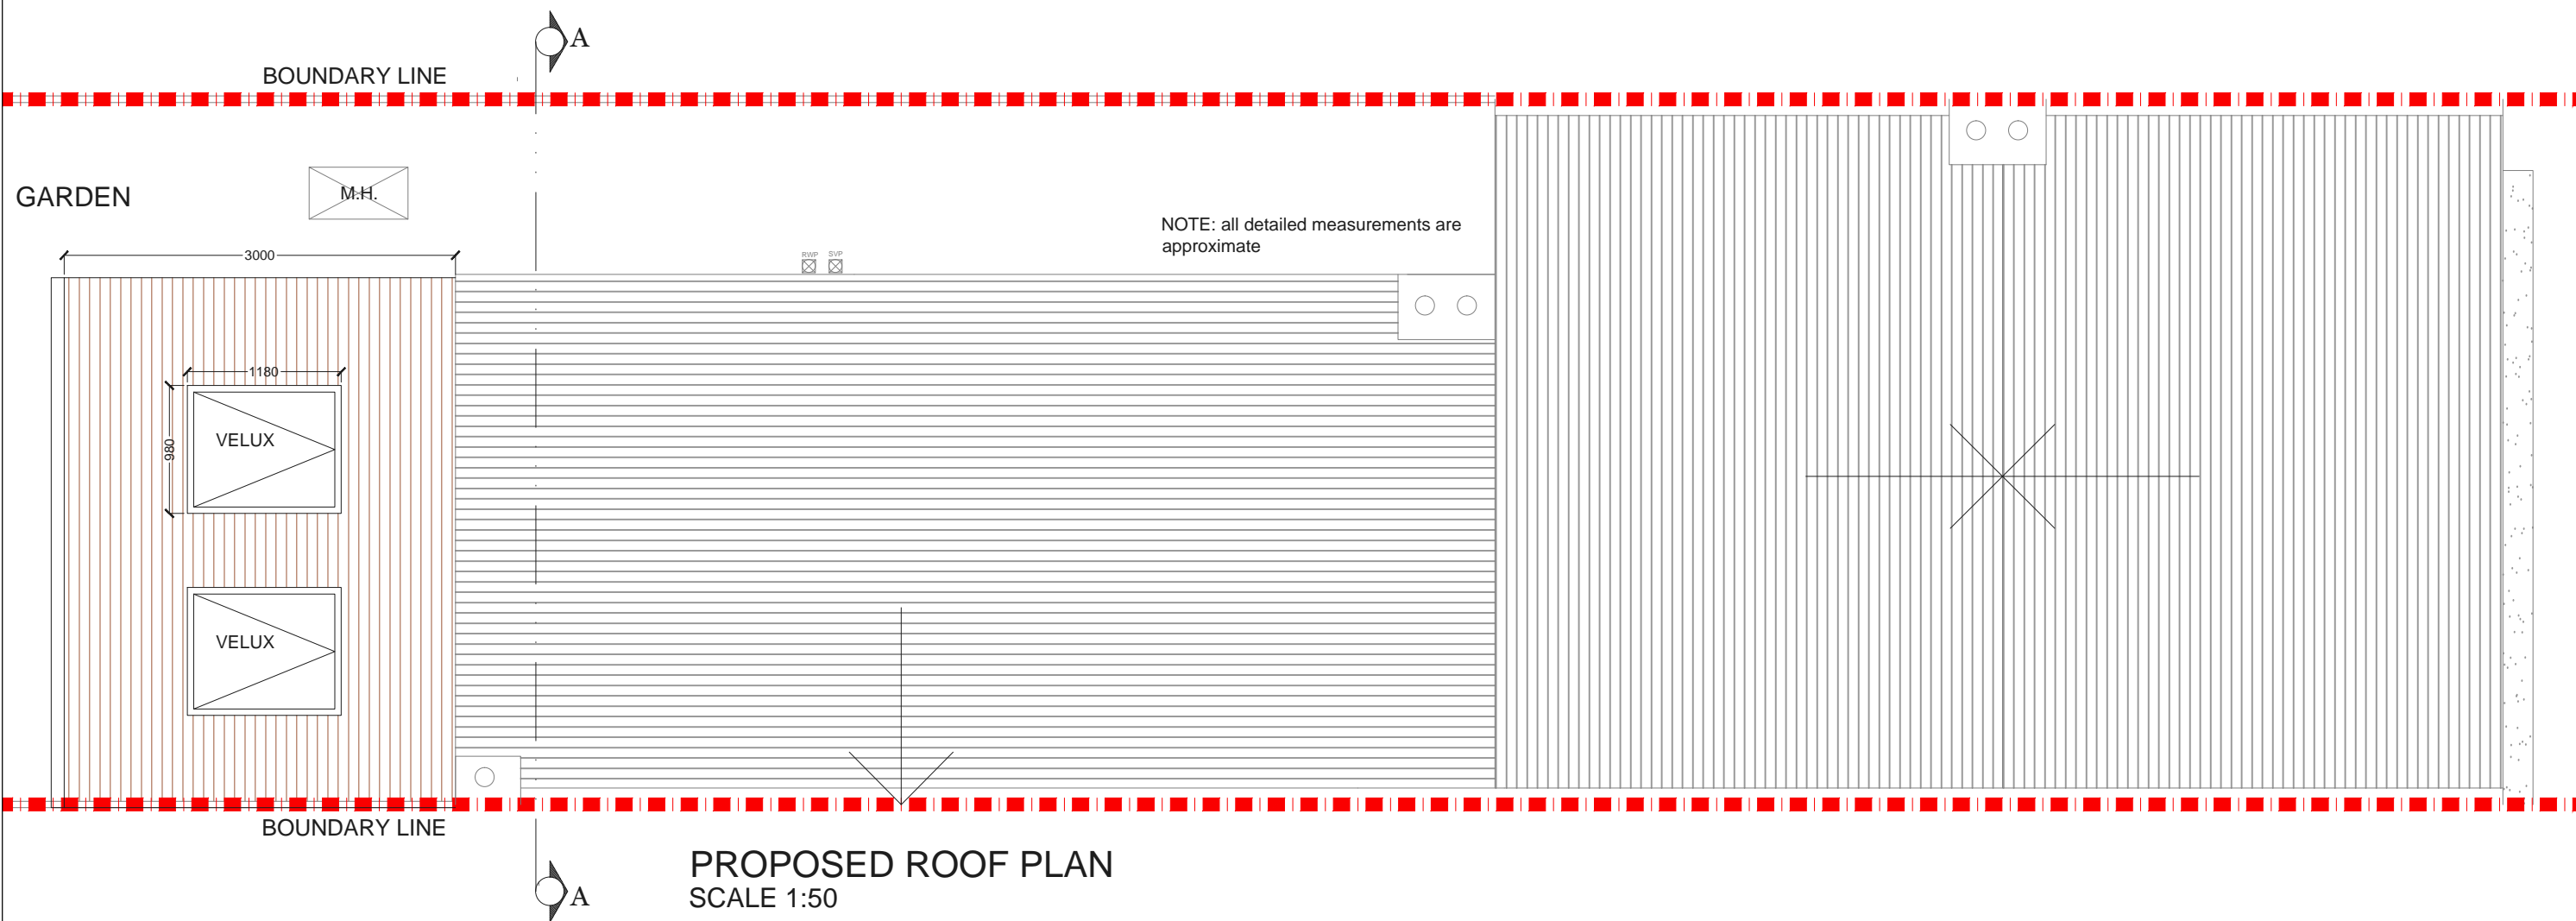 A
BOUNDARY LINE
M.H.
GARDEN
NOTE: all detailed measurements are
approximate
3000
RWP
SVP
1180
VELUX
980
VELUX
BOUNDARY LINE
PROPOSED ROOF PLAN
SCALE 1:50
A